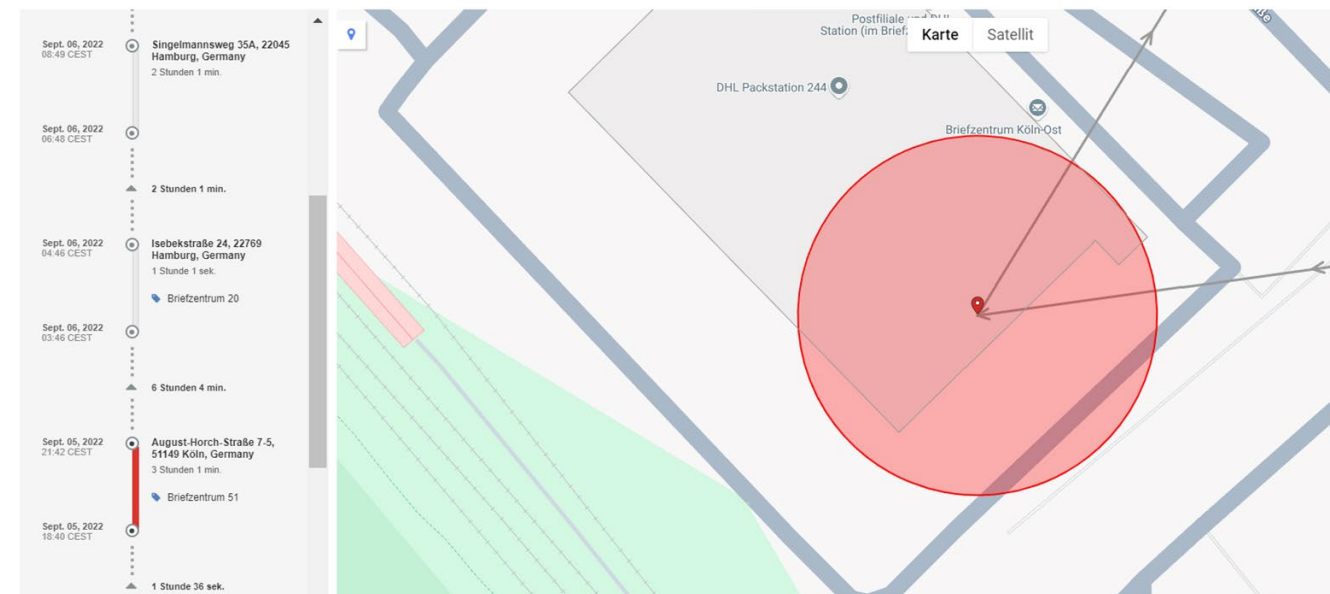 Sept. 06, 2022
08:49 CEST
Singelmannsweg 35A, 22045
Hamburg, Germany
2 Stunden 1 min.
Sept. 06, 2022
06:48 CEST
2 Stunden 1 min.
Sept. 06, 2022
04:46 CEST
Isebekstraße 24, 22769
Hamburg, Germany
1 Stunde 1 sek.
Briefzentrum 20
Sept. 06, 2022
03:46 CEST
6 Stunden 4 min.
Sept. 05, 2022
21:42 CEST
August-Horch-Straße 7-5,
51149 Köln, Germany
3 Stunden 1 min.
Briefzentrum 51
Sept. 05, 2022
18:40 CEST
1 Stunde 36 sek.
Postfiliale
Station (im
Karte Satellit
DHL Packstation 244
Briefzentrum Köln-Ost